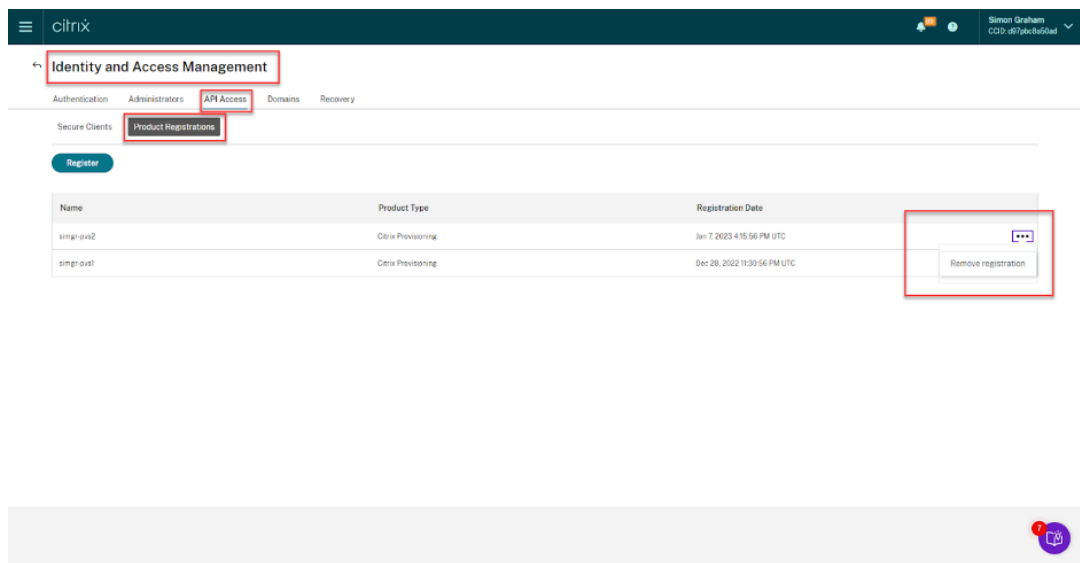 citrix
Simon Graham
CCID: d97pbc8a50ad
Identity and Access Management
Authentication Administrators API Access Domains Recovery
Secure Clients Product Registrations
Register
Name Product Type Registration Date
simgr-pvs2 Citrix Provisioning Jan 7, 2023 4:15:56 PM UTC
simgr-pvs1 Citrix Provisioning Dec 28, 2022 11:30:56 PM UTC
Remove registration
7